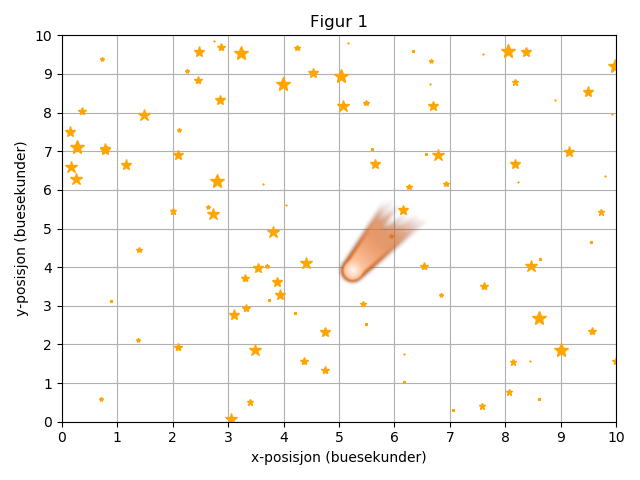 Figur 1
y-posisjon (buesekunder)
10
9
8
7
6
5
4
3
2
1
0
0 1 2 3 4 5 6 7 8 9 10
x-posisjon (buesekunder)